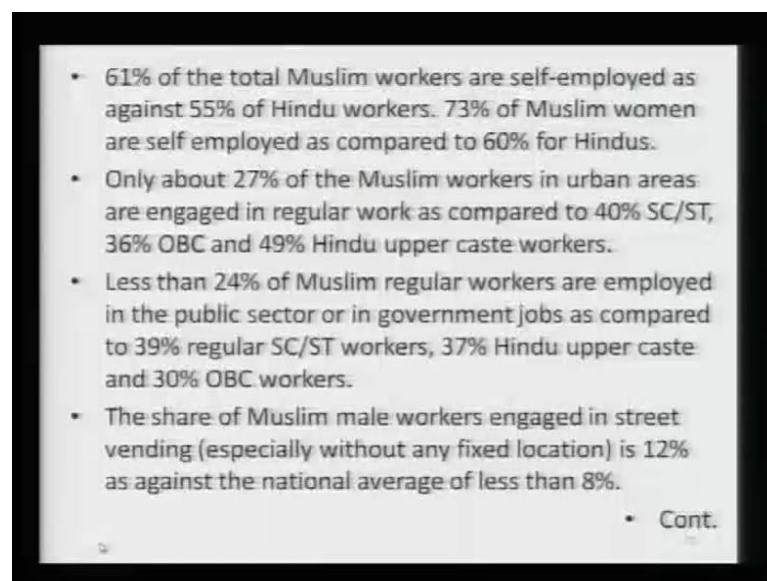 • 61% of the total Muslim workers are self-employed as
against 55% of Hindu workers. 73% of Muslim women
are self employed as compared to 60% for Hindus.
• Only about 27% of the Muslim workers in urban areas
are engaged in regular work as compared to 40% SC/ST,
36% OBC and 49% Hindu upper caste workers.
• Less than 24% of Muslim regular workers are employed
in the public sector or in government jobs as compared
to 39% regular SC/ST workers, 37% Hindu upper caste
and 30% OBC workers.
• The share of Muslim male workers engaged in street
vending (especially without any fixed location) is 12%
as against the national average of less than 8%.
• Cont.